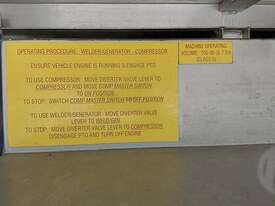 OPERATING PROCEDURE: WELDER/GENERATOR - COMPRESSOR
ENSURE VEHICLE ENGINE IS RUNNING & ENGAGE PTO
TO USE COMPRESSOR: MOVE DIVERTER VALVE LEVER TO
COMPRESSOR AND MOVE COMP MASTER SWITCH
TO ON POSITION
TO STOP: SWITCH COMP MASTER SWITCH TO OFF POSITION
TO USE WELDER/GENERATOR: MOVE DIVERTER VALVE
LEVER TO WELD/GEN
TO STOP: MOVE DIVERTER VALVE LEVER TO COMPRESSOR
DISENGAGE PTO AND TURN OFF ENGINE
MACHINE OPERATING
VOLUME